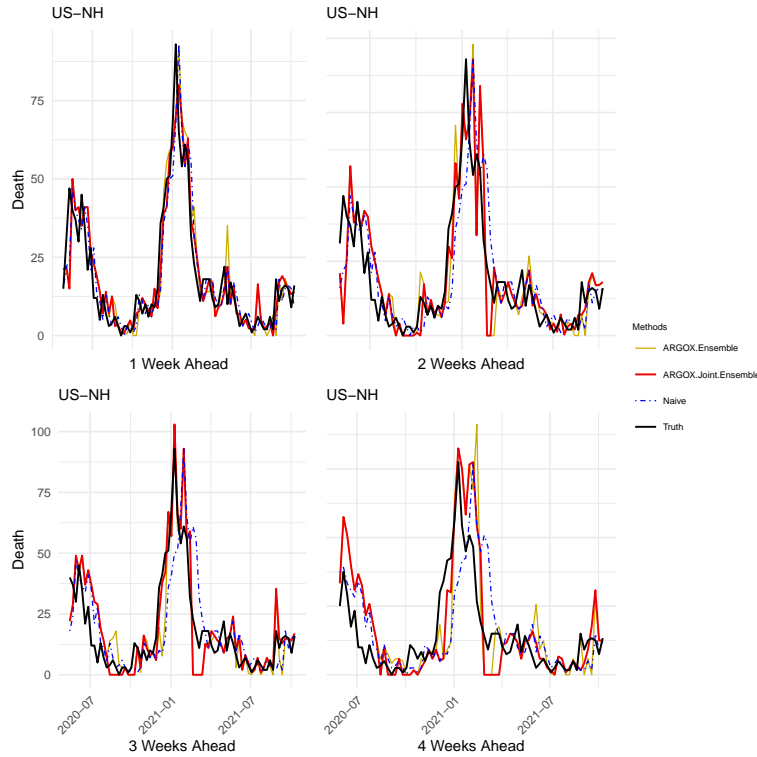 US−NH
US−NH
Death
75
50
25
0
1 Week Ahead
2 Weeks Ahead
Methods
ARGOX.Ensemble
ARGOX.Joint.Ensemble
Naive
Truth
US−NH
US−NH
Death
100
75
50
25
0
2020−07
2021−01
2021−07
2020−07
2021−01
2021−07
3 Weeks Ahead
4 Weeks Ahead